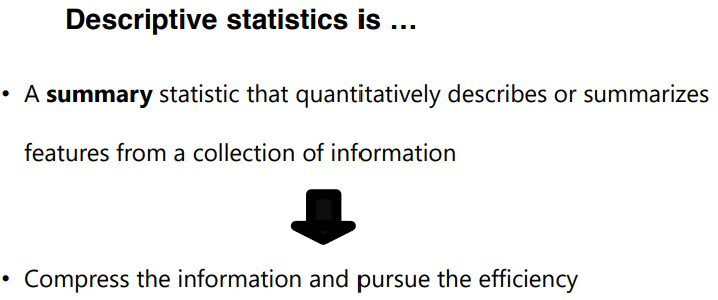 Descriptive statistics is …
• A summary statistic that quantitatively describes or summarizes
features from a collection of information
• Compress the information and pursue the efficiency